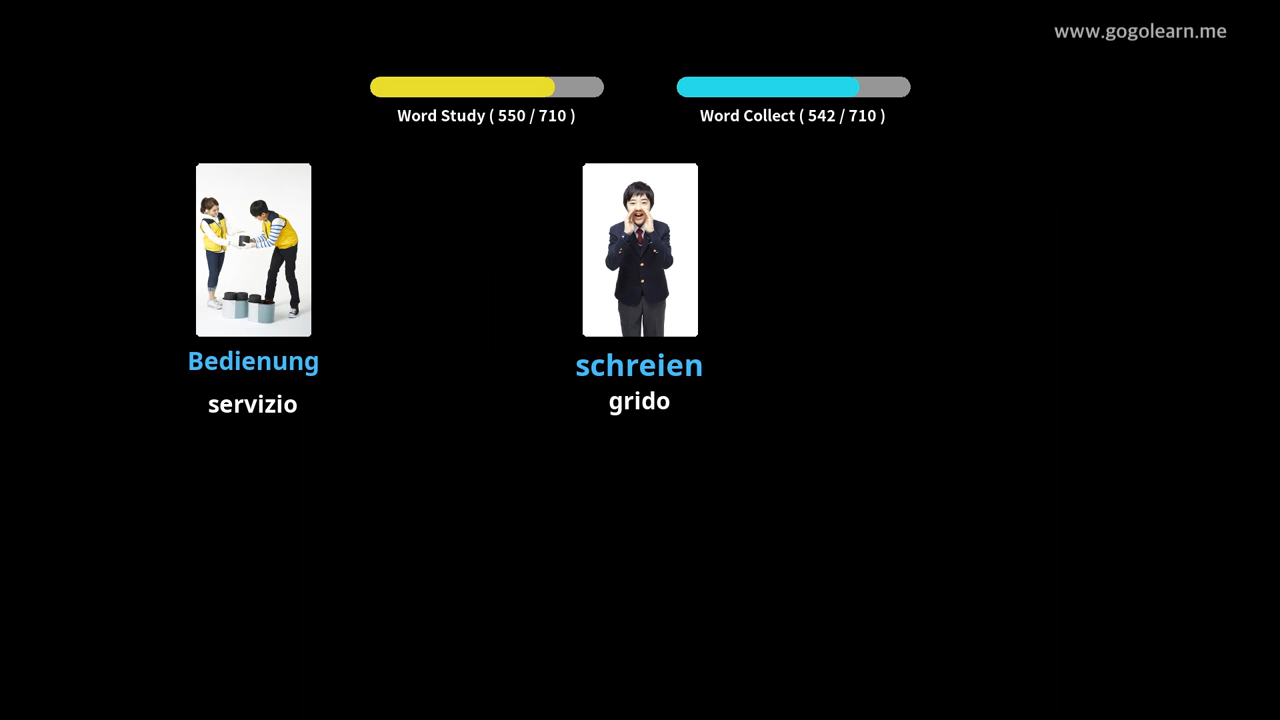 www.gogolearn.me
Word Study ( 550 / 710 )
Word Collect ( 542 / 710 )
Bedienung
servizio
schreien
grido